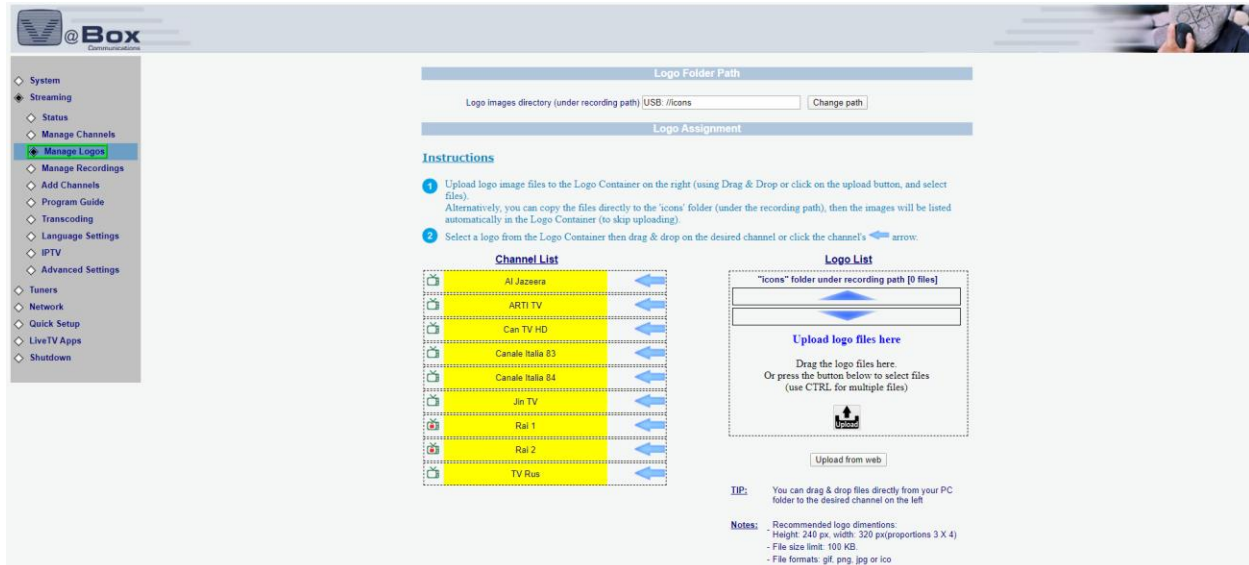 V@Box
Communications
System
Streaming
Status
Manage Channels
Manage Logos
Manage Recordings
Add Channels
Program Guide
Transcoding
Language Settings
IPTV
Advanced Settings
Tuners
Network
Quick Setup
LiveTV Apps
Shutdown
Logo Folder Path
Logo images directory (under recording path) USB: //icons Change path
Logo Assignment
Instructions
1 Upload logo image files to the Logo Container on the right (using Drag & Drop or click on the upload button, and select
files).
Alternatively, you can copy the files directly to the 'icons' folder (under the recording path), then the images will be listed
automatically in the Logo Container (to skip uploading).
2 Select a logo from the Logo Container then drag & drop on the desired channel or click the channel's arrow.
Channel List
Al Jazeera
ARTI TV
Can TV HD
Canale Italia 83
Canale Italia 84
Jin TV
Rai 1
Rai 2
TV Rus
Logo List
"icons" folder under recording path [0 files]
Upload logo files here
Drag the logo files here.
Or press the button below to select files
(use CTRL for multiple files)
Upload
Upload from web
TIP: You can drag & drop files directly from your PC
folder to the desired channel on the left
Notes: - Recommended logo dimentions:
Height: 240 px, width: 320 px(proportions 3 X 4)
- File size limit: 100 KB.
- File formats: gif, png, jpg or ico